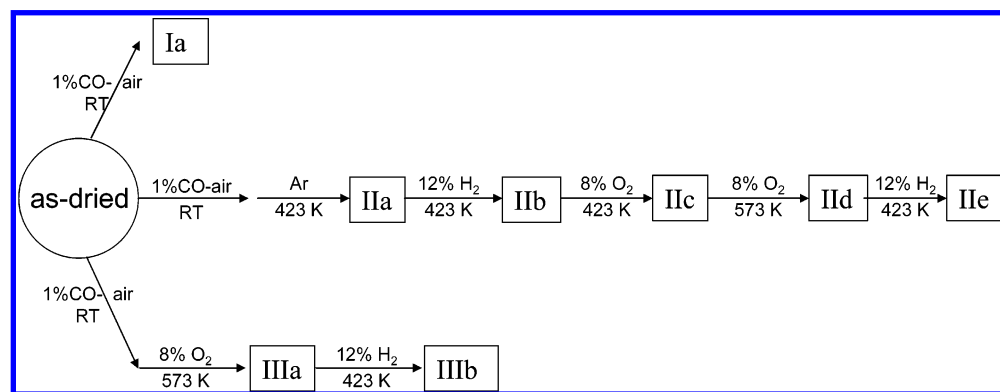 Ia
1%CO- air
RT
as-dried
1%CO-air
RT
Ar
423 K
IIa
12% H₂
423 K
IIb
8% O₂
423 K
IIc
8% O₂
573 K
IId
12% H₂
423 K
IIe
1%CO- air
RT
8% O₂
573 K
IIIa
12% H₂
423 K
IIIb